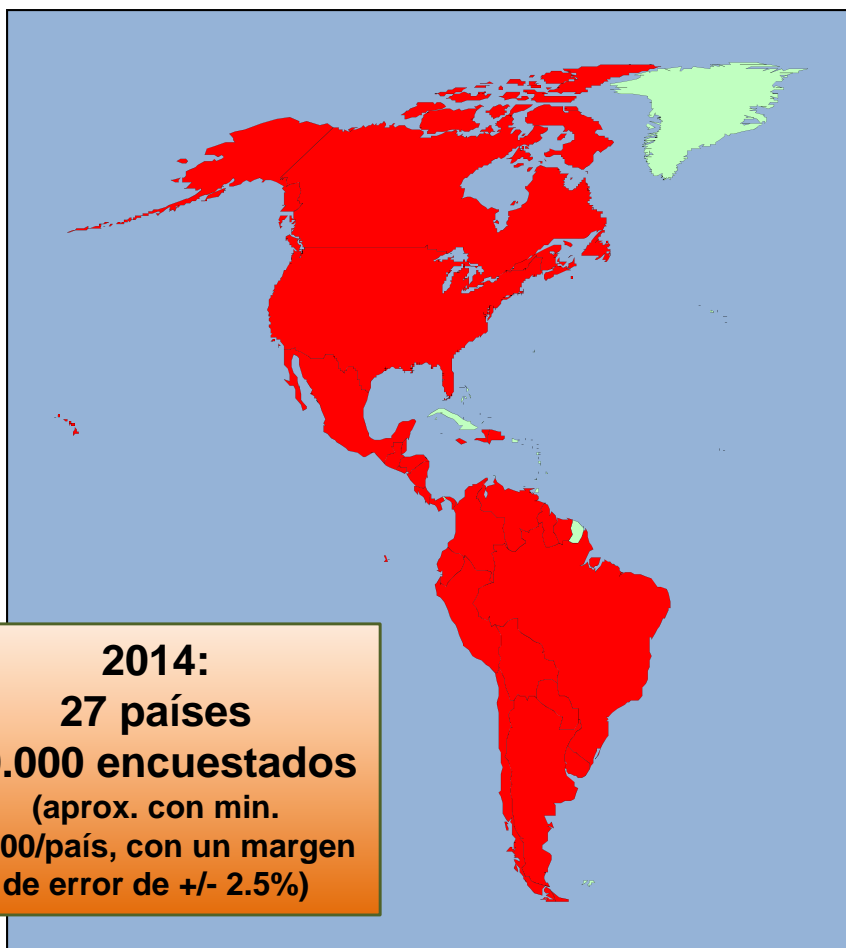 2014:
27 países
.000 encuestados
(aprox. con min.
00/país, con un margen
de error de +/- 2.5%)